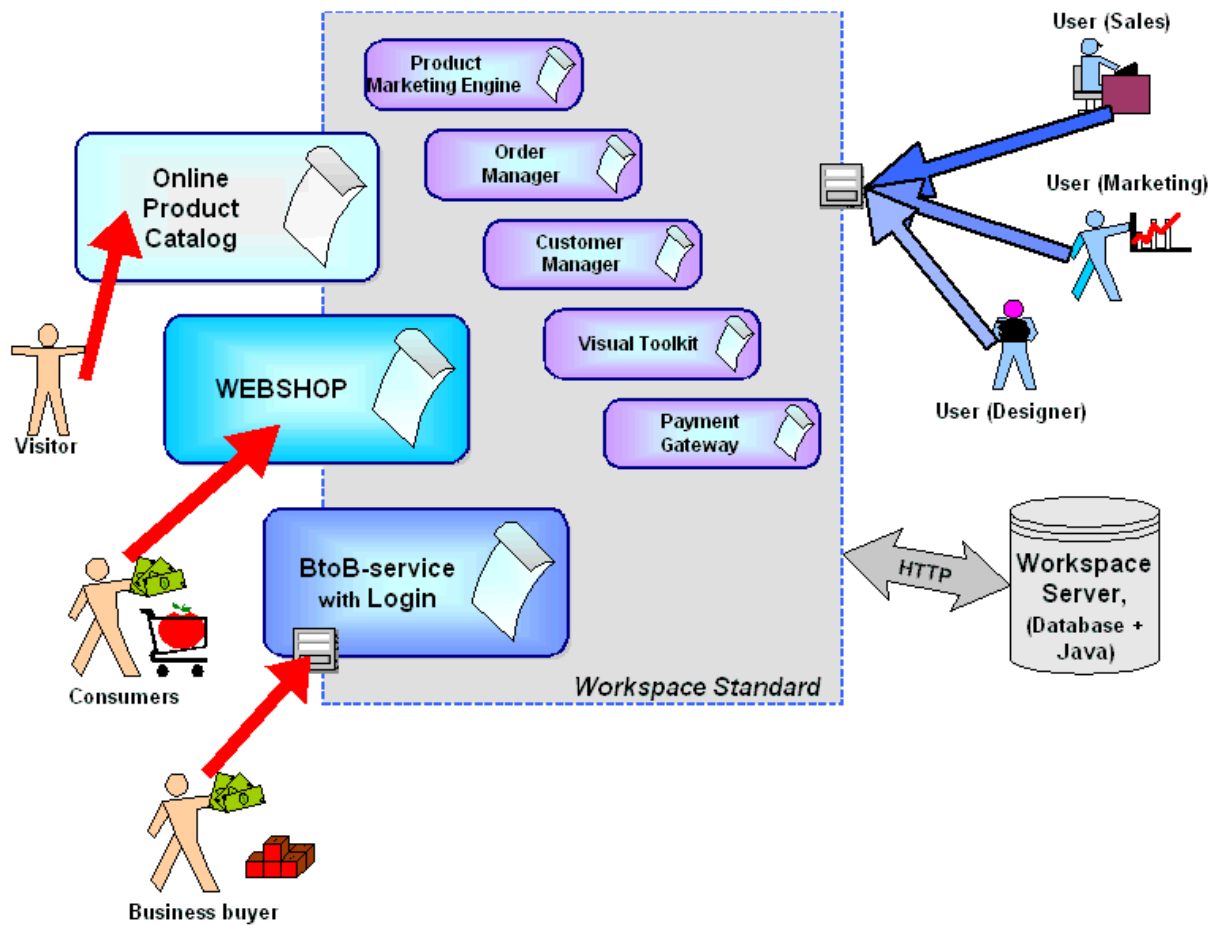 User (Sales)
Product
Marketing Engine
Order
Manager
Online
Product
Catalog
User (Marketing)
Customer
Manager
Visual Toolkit
WEBSHOP
User (Designer)
Payment
Gateway
Visitor
HTTP
Workspace
Server,
(Database +
Java)
BtoB-service
with Login
Workspace Standard
Consumers
Business buyer